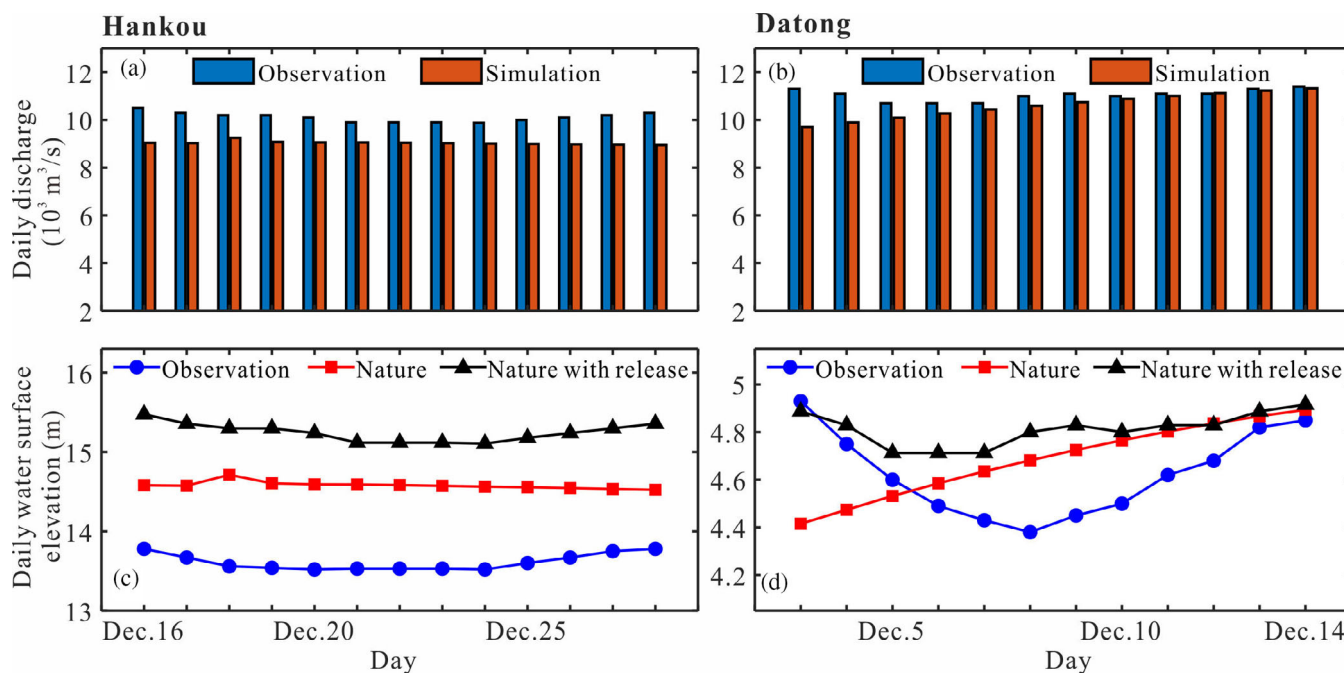 Hankou
Datong
(a)
Observation
Simulation
(b)
Observation
Simulation
Daily discharge
(10³ m³/s)
12
10
8
6
4
2
12
10
8
6
4
2
Observation
Nature
Nature with release
Observation
Nature
Nature with release
Daily water surface
elevation (m)
16
15
14
13
5
4.8
4.6
4.4
4.2
(c)
(d)
Dec.16
Dec.20
Dec.25
Dec.5
Dec.10
Dec.14
Day
Day